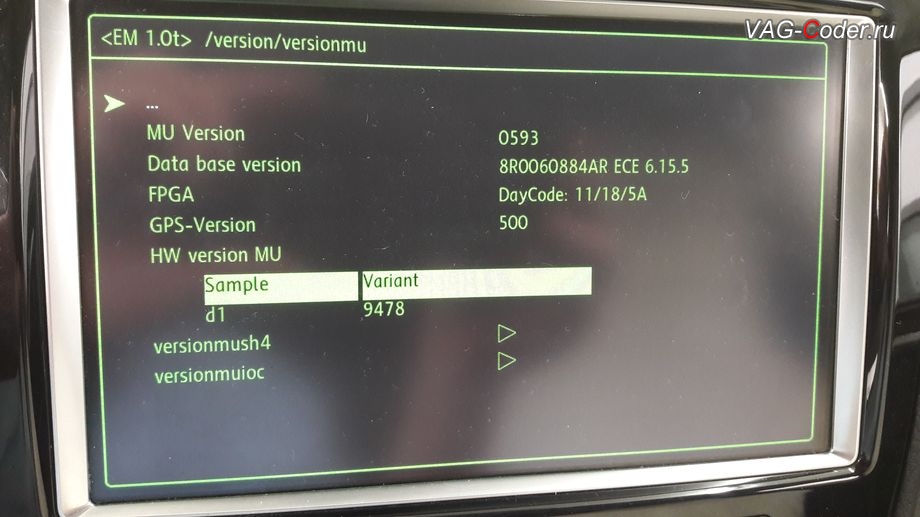 VAG-Coder.ru
<EM 1.0t> /version/versionmu
...
MU Version 0593
Data base version 8R0060884AR ECE 6.15.5
FPGA DayCode: 11/18/5A
GPS-Version 500
HW version MU
Sample Variant
d1 9478
versionmush4
versionmuioc